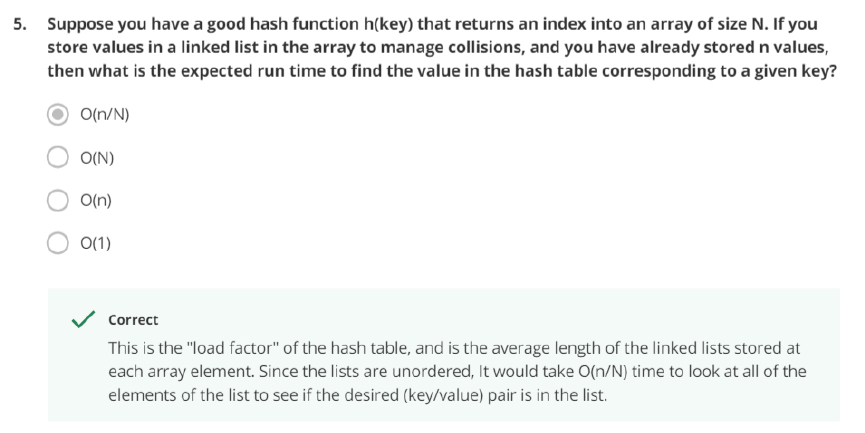 5. Suppose you have a good hash function h(key) that returns an index into an array of size N. If you
store values in a linked list in the array to manage collisions, and you have already stored n values,
then what is the expected run time to find the value in the hash table corresponding to a given key?
O(n/N)
O(N)
O(n)
O(1)
Correct
This is the "load factor" of the hash table, and is the average length of the linked lists stored at
each array element. Since the lists are unordered, It would take O(n/N) time to look at all of the
elements of the list to see if the desired (key/value) pair is in the list.